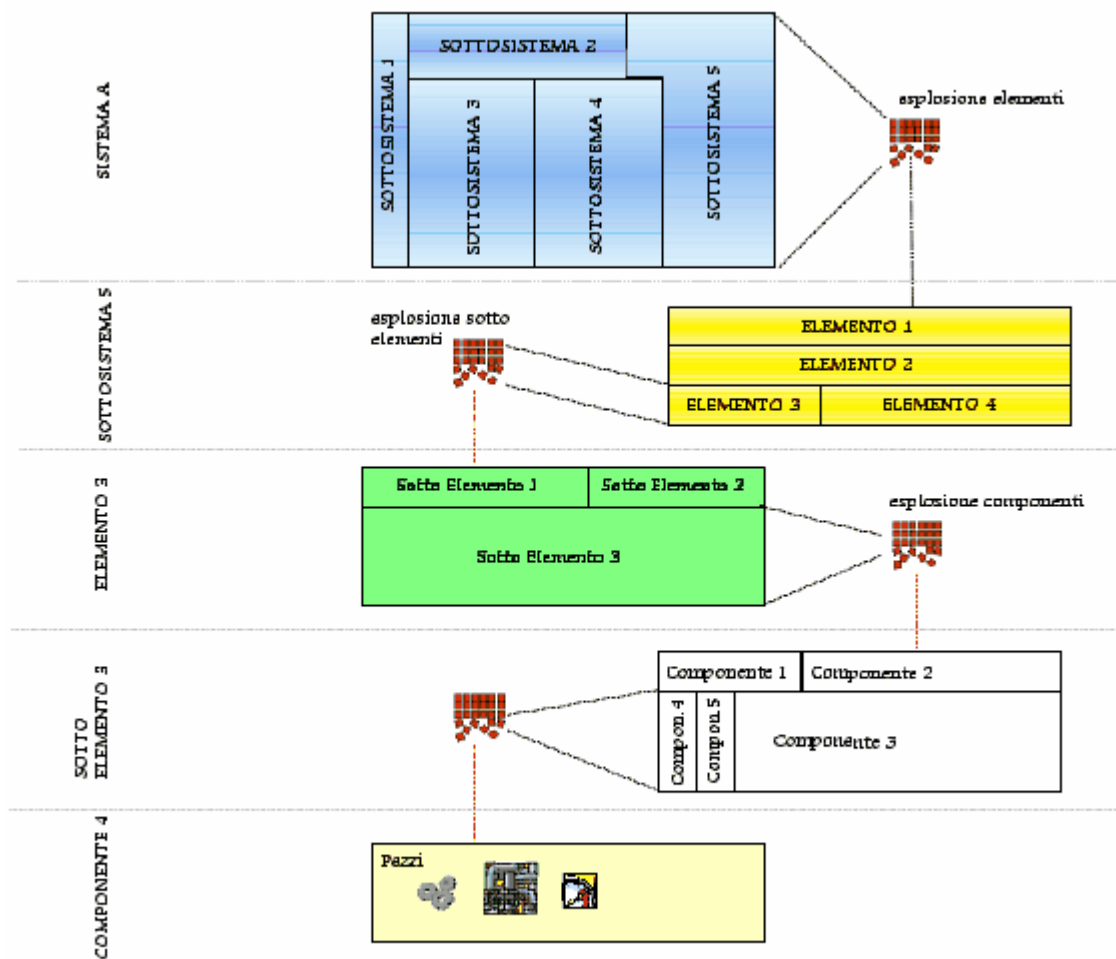 SISTEMA A
SOTTOSISTEMA 1
SOTTOSISTEMA 2
SOTTOSISTEMA 3
SOTTOSISTEMA 4
SOTTOSISTEMA 5
esplosione elementi
SOTTOSISTEMA 5
esplosione sotto
elementi
ELEMENTO 1
ELEMENTO 2
ELEMENTO 3
ELEMENTO 4
ELEMENTO 3
Sotto Elemento 1
Sotto Elemento 2
Sotto Elemento 3
esplosione componenti
SOTTO
ELEMENTO 3
Componente 1
Componente 2
Compon.4
Compon.5
Componente 3
COMPONENTE 4
Pezzi